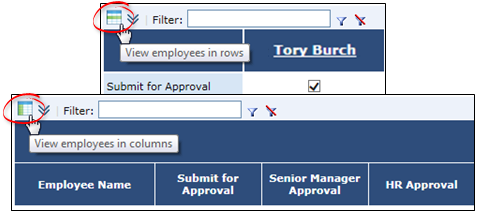 Filter:
View employees in rows
Tory Burch
Submit for Approval
Filter:
View employees in columns
Employee Name
Submit for
Approval
Senior Manager
Approval
HR Approval